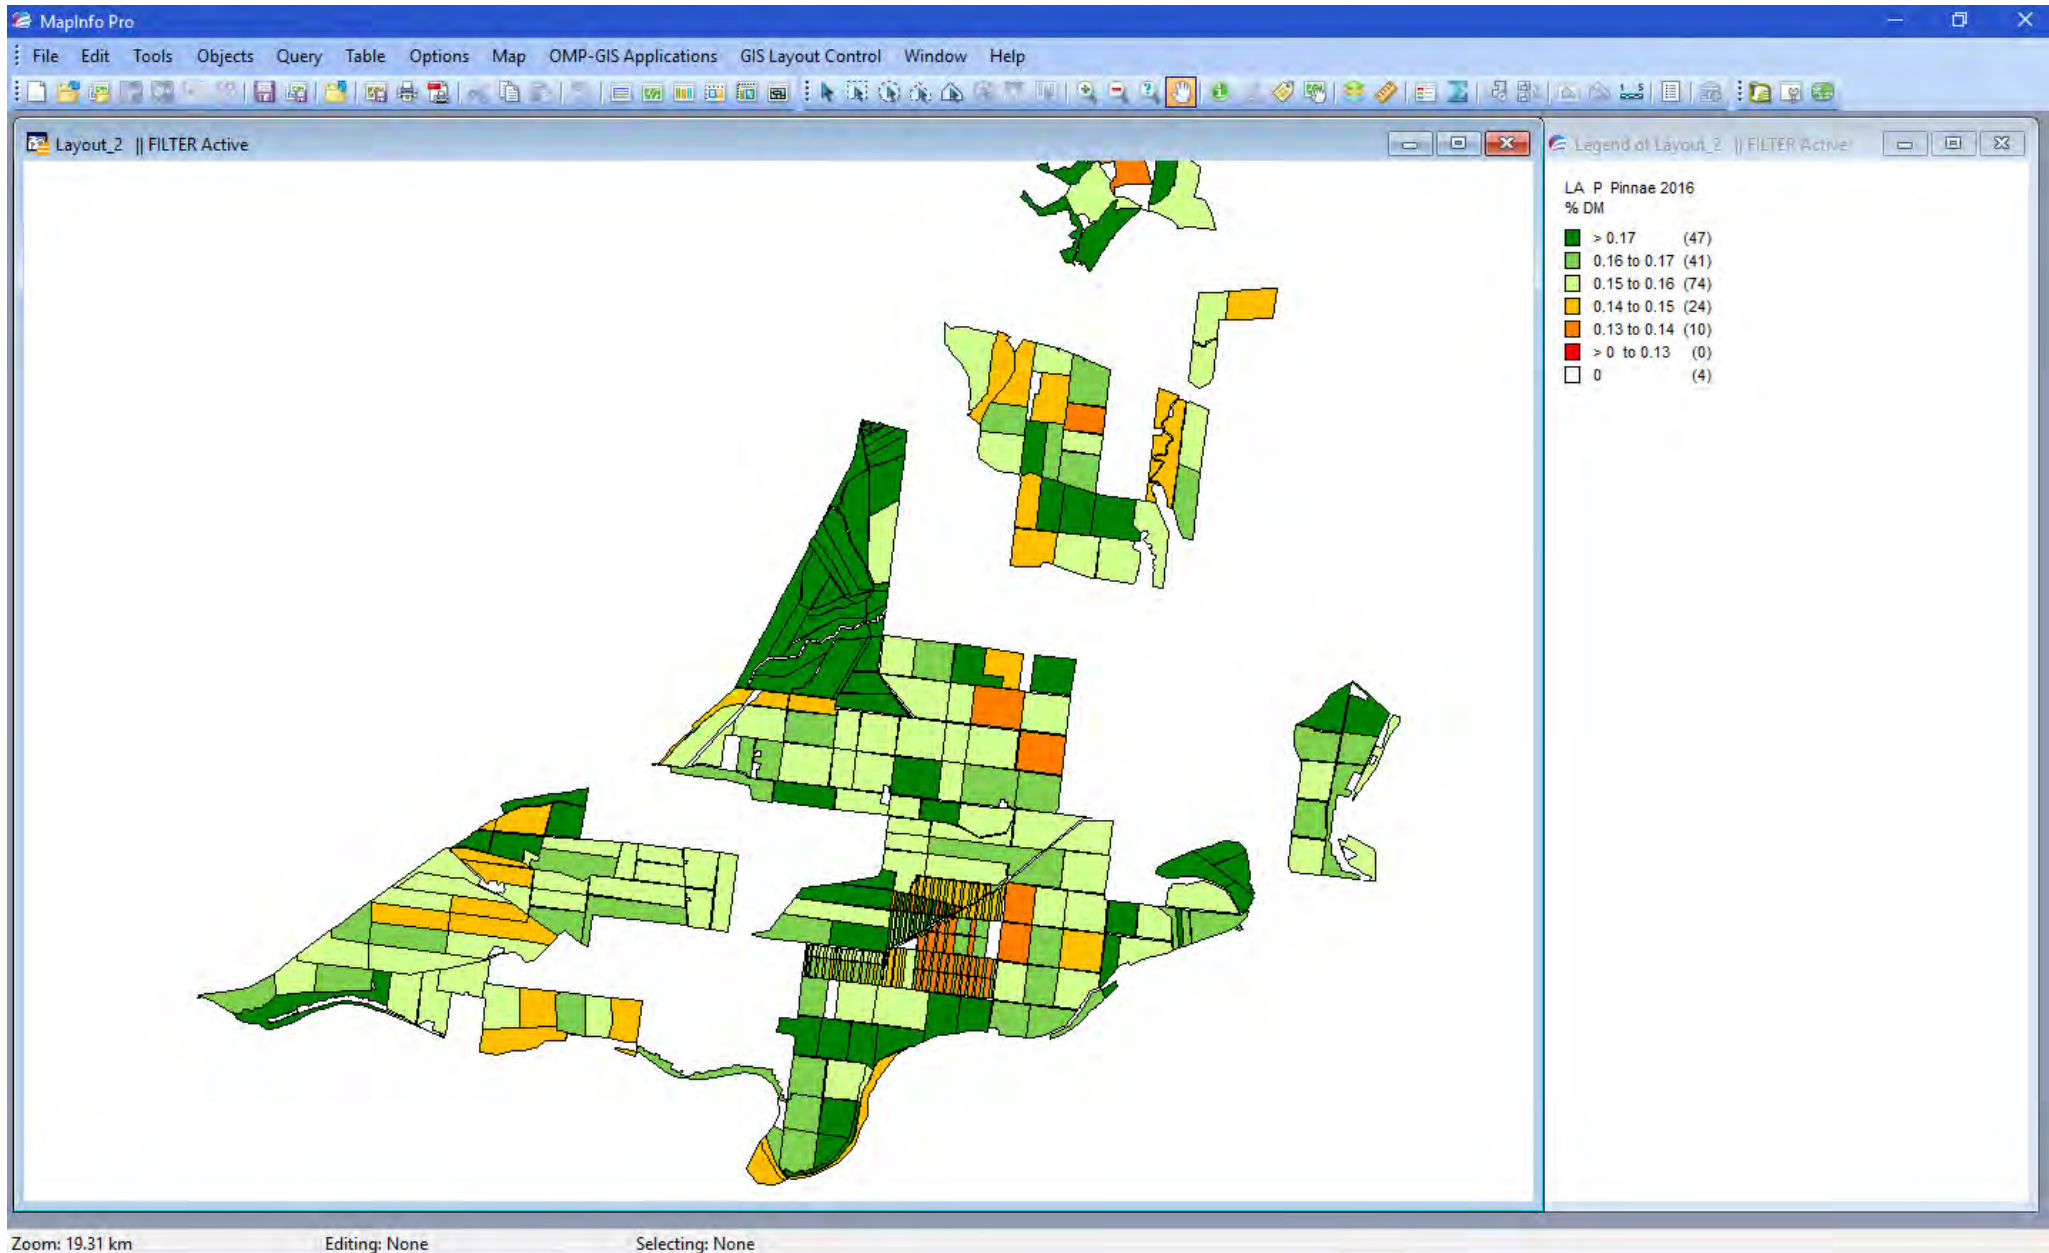 MapInfo Pro
File Edit Tools Objects Query Table Options Map OMP-GIS Applications GIS Layout Control Window Help
Layout_2 || FILTER Active
Legend of Layout_2 || FILTER Active
LA P Pinnae 2016
% DM
> 0.17 (47)
0.16 to 0.17 (41)
0.15 to 0.16 (74)
0.14 to 0.15 (24)
0.13 to 0.14 (10)
> 0 to 0.13 (0)
0 (4)
Zoom: 19.31 km Editing: None Selecting: None